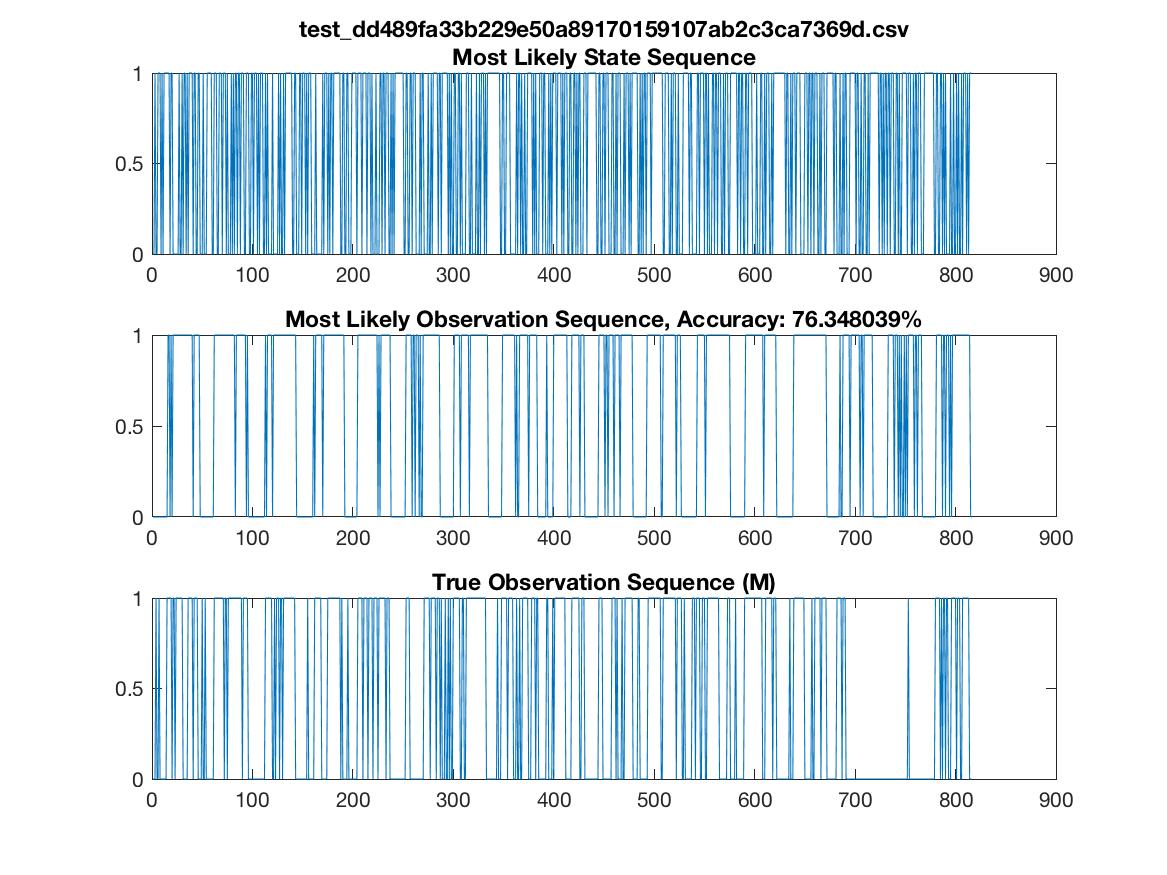 test_dd489fa33b229e50a89170159107ab2c3ca7369d.csv
Most Likely State Sequence
1
0.5
0
0 100 200 300 400 500 600 700 800 900
Most Likely Observation Sequence, Accuracy: 76.348039%
1
0.5
0
0 100 200 300 400 500 600 700 800 900
True Observation Sequence (M)
1
0.5
0
0 100 200 300 400 500 600 700 800 900